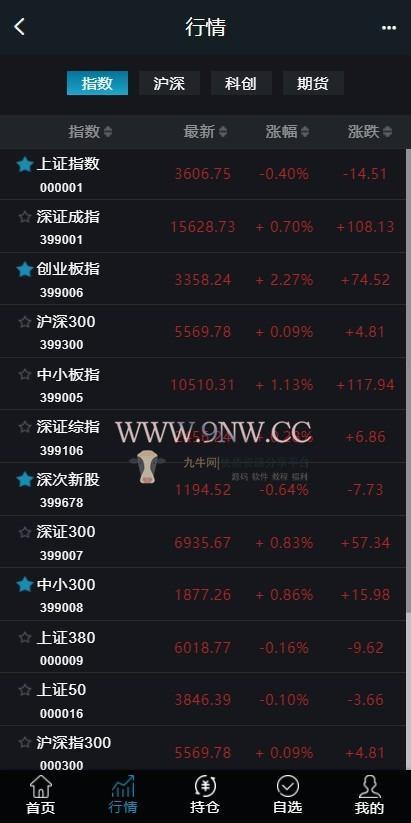 行情
指数 沪深 科创 期货
指数 最新 涨幅 涨跌
上证指数 3606.75 -0.40% -14.51
000001
深证成指 15628.73 + 0.70% +108.13
399001
创业板指 3358.24 + 2.27% +74.52
399006
沪深300 5569.78 + 0.09% +4.81
399300
中小板指 10510.31 + 1.13% +117.94
399005
深证综指 +6.86
399106
WWW.9NW.CC
九牛网
源码 软件 教程 福利
深次新股 1194.52 -0.64% -7.73
399678
深证300 6935.67 + 0.83% +57.34
399007
中小300 1877.26 + 0.86% +15.98
399008
上证380 6018.77 -0.16% -9.62
000009
上证50 3846.39 -0.10% -3.66
000016
沪深指300 5569.78 + 0.09% +4.81
000300
首页 行情 持仓 自选 我的